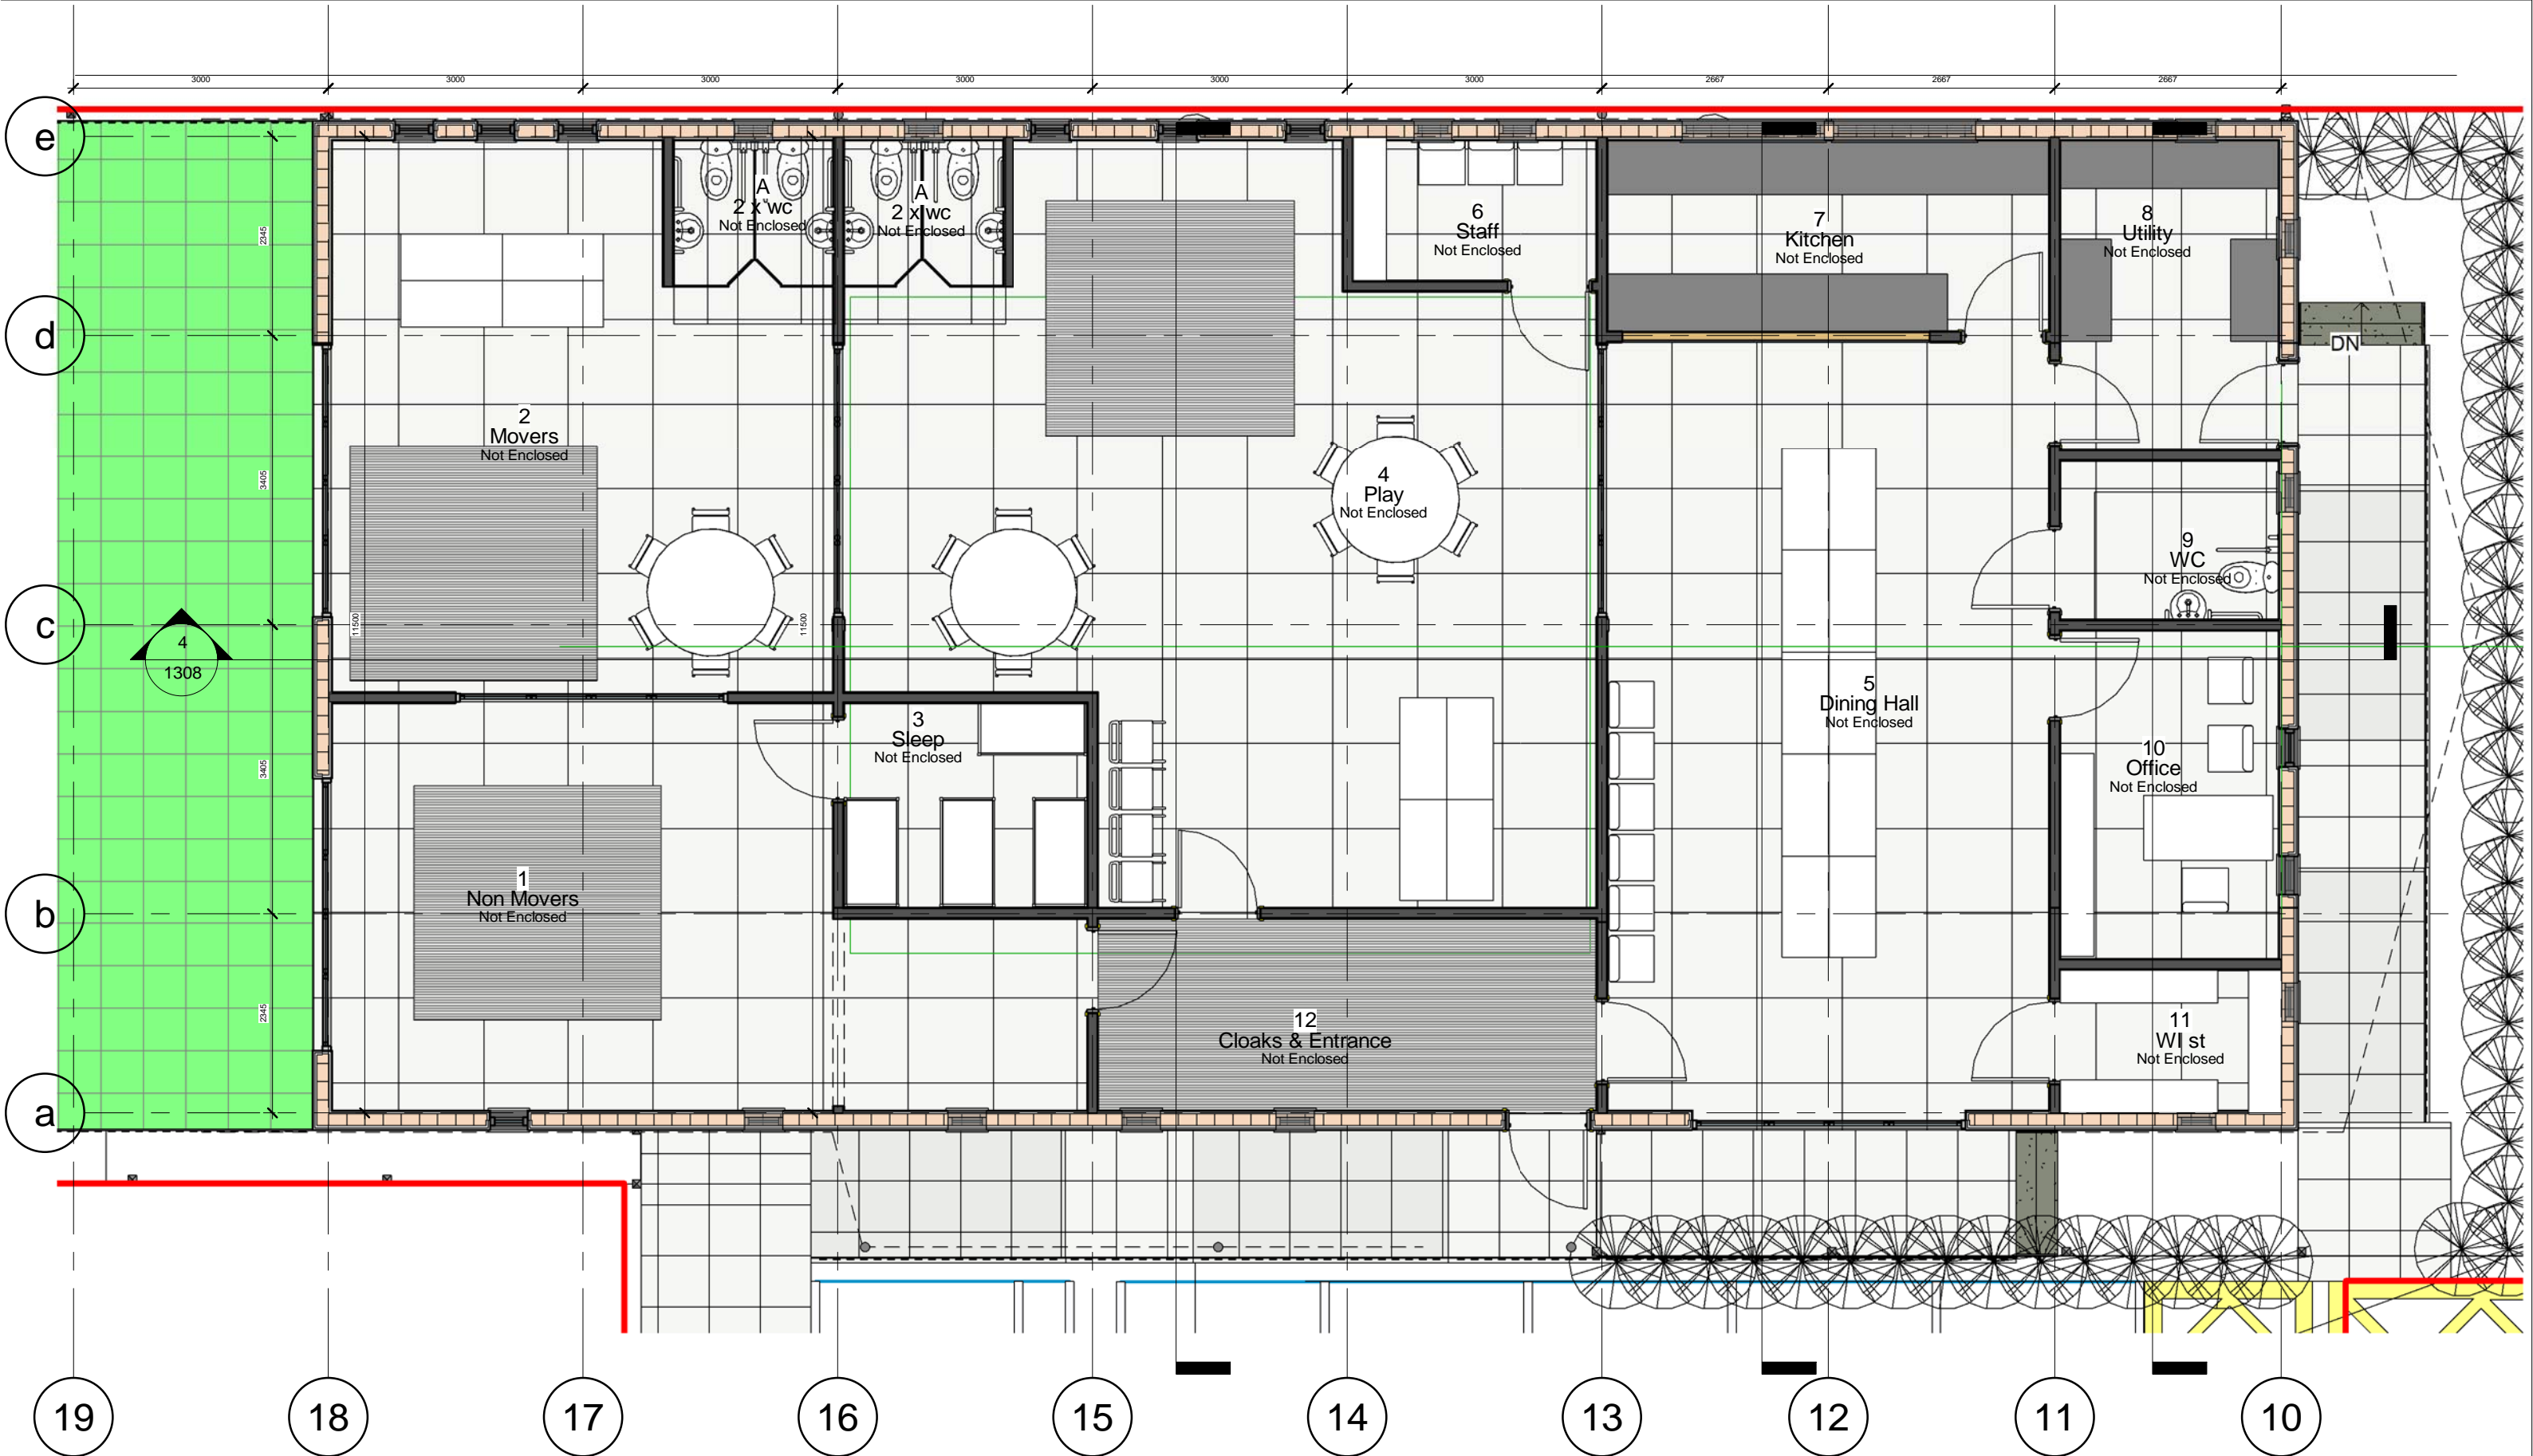 3000
3000
3000
3000
3000
3000
2667
2667
2667
e
d
c
b
a
2345
3405
3405
2345
11500
11500
A
2 x wc
Not Enclosed
A
2 x wc
Not Enclosed
6
Staff
Not Enclosed
7
Kitchen
Not Enclosed
8
Utility
Not Enclosed
DN
2
Movers
Not Enclosed
4
Play
Not Enclosed
9
WC
Not Enclosed
4
1308
5
Dining Hall
Not Enclosed
3
Sleep
Not Enclosed
10
Office
Not Enclosed
1
Non Movers
Not Enclosed
12
Cloaks & Entrance
Not Enclosed
11
WI st
Not Enclosed
19
18
17
16
15
14
13
12
11
10